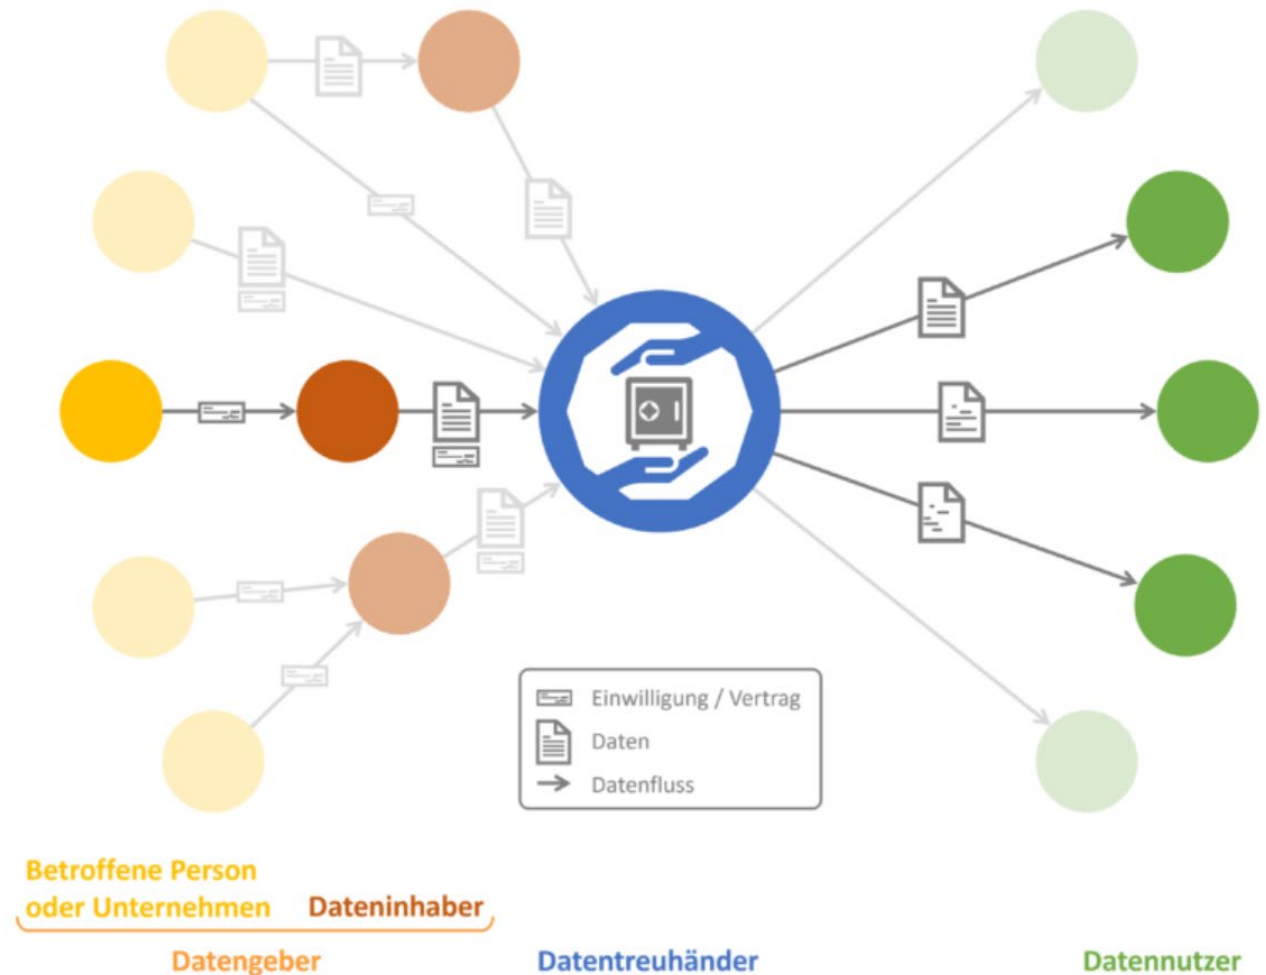 Einwilligung / Vertrag
Daten
Datenfluss
Betroffene Person
oder Unternehmen Dateninhaber
Datengeber Datentreuhänder Datennutzer